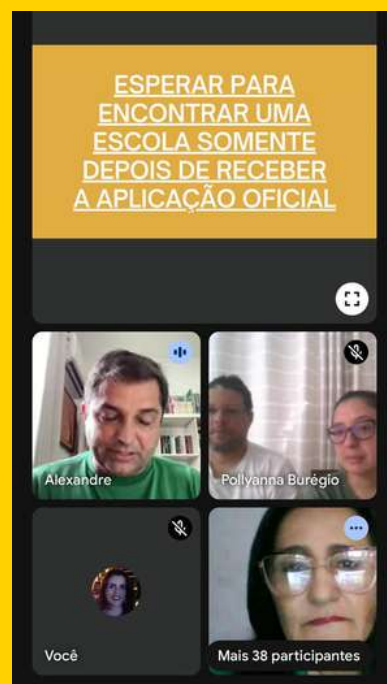 ESPERAR PARA
ENCONTRAR UMA
ESCOLA SOMENTE
DEPOIS DE RECEBER
A APLICAÇÃO OFICIAL
Alexandre
Pollyanna Burégio
Você
Mais 38 participantes